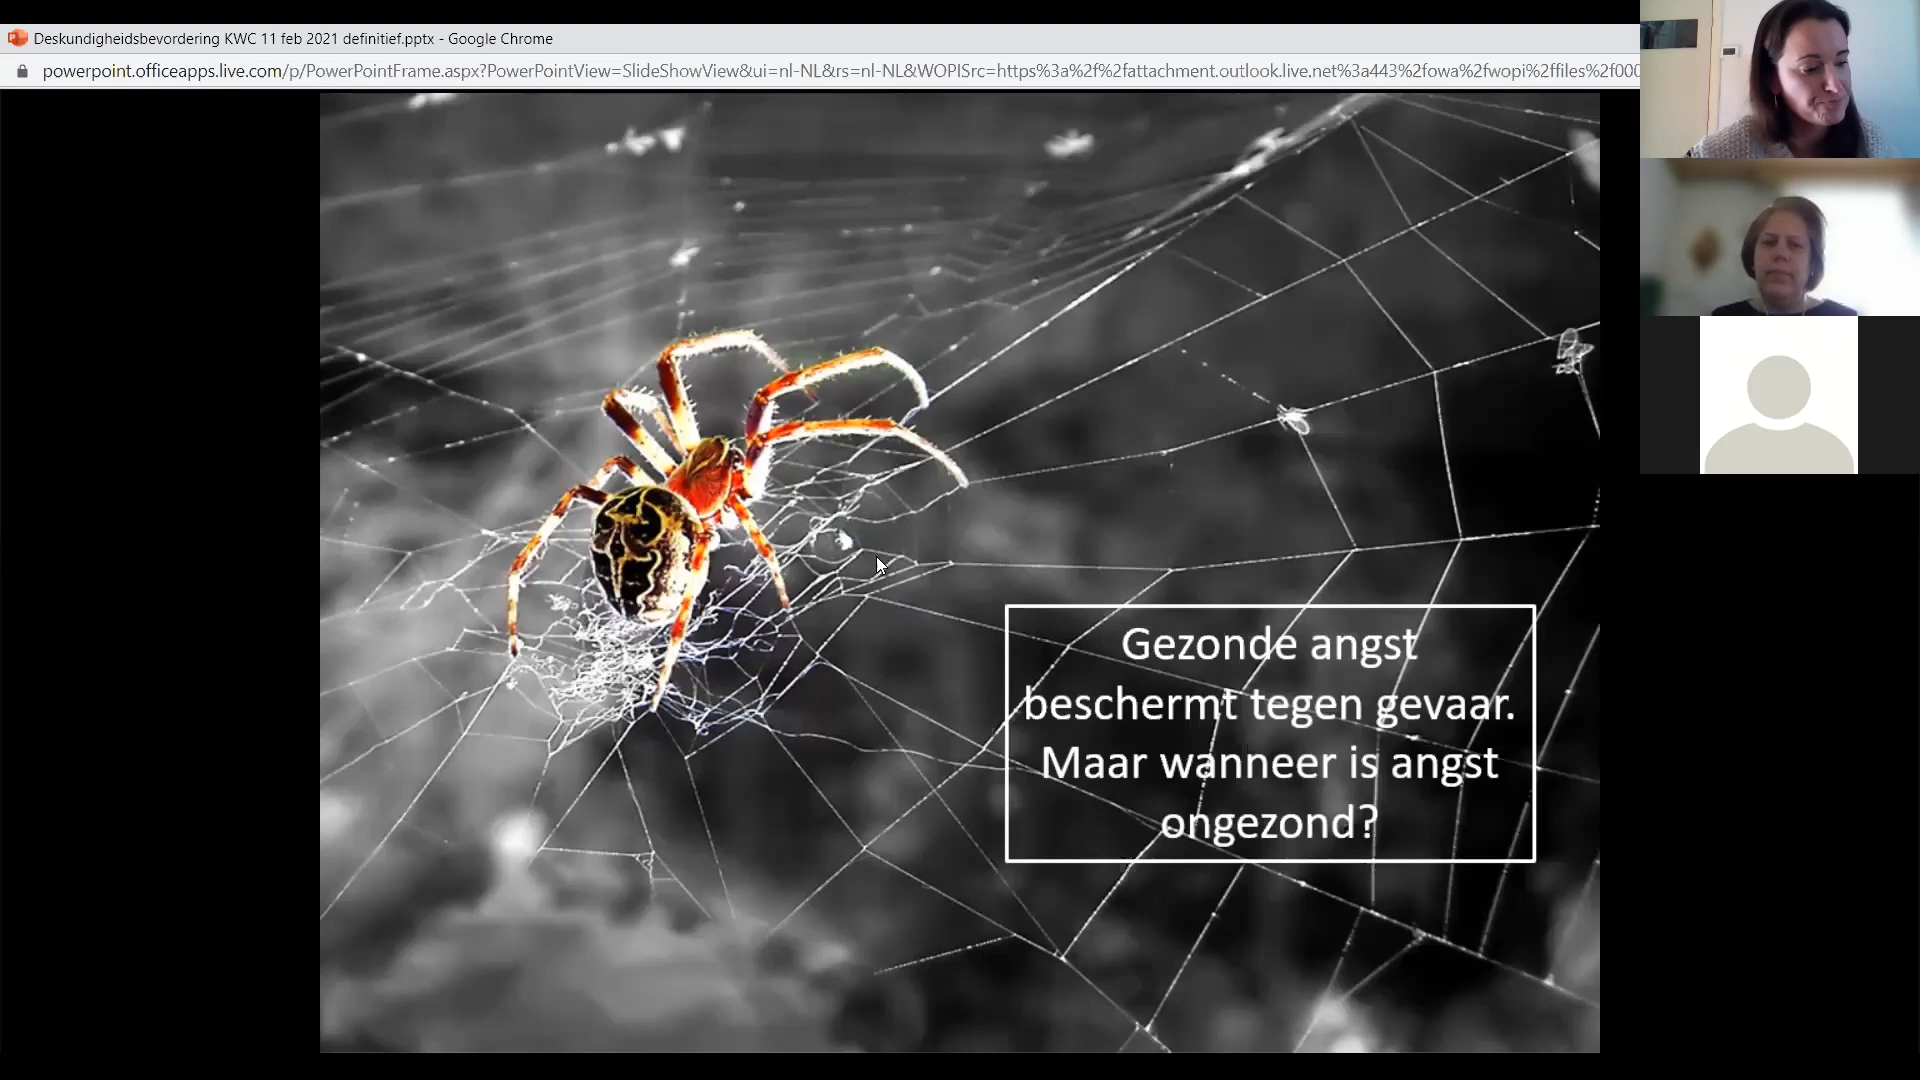 Deskundigheidsbevordering KWC 11 feb 2021 definitief.pptx - Google Chrome
powerpoint.officeapps.live.com/p/PowerPointFrame.aspx?PowerPointView=SlideShowView&ui=nl-NL&rs=nl-NL&WOPISrc=https%3a%2f%2fattachment.outlook.live.net%3a443%2fowa%2fwopi%2ffiles%2f000
Gezonde angst
beschermt tegen gevaar.
Maar wanneer is angst
ongezond?